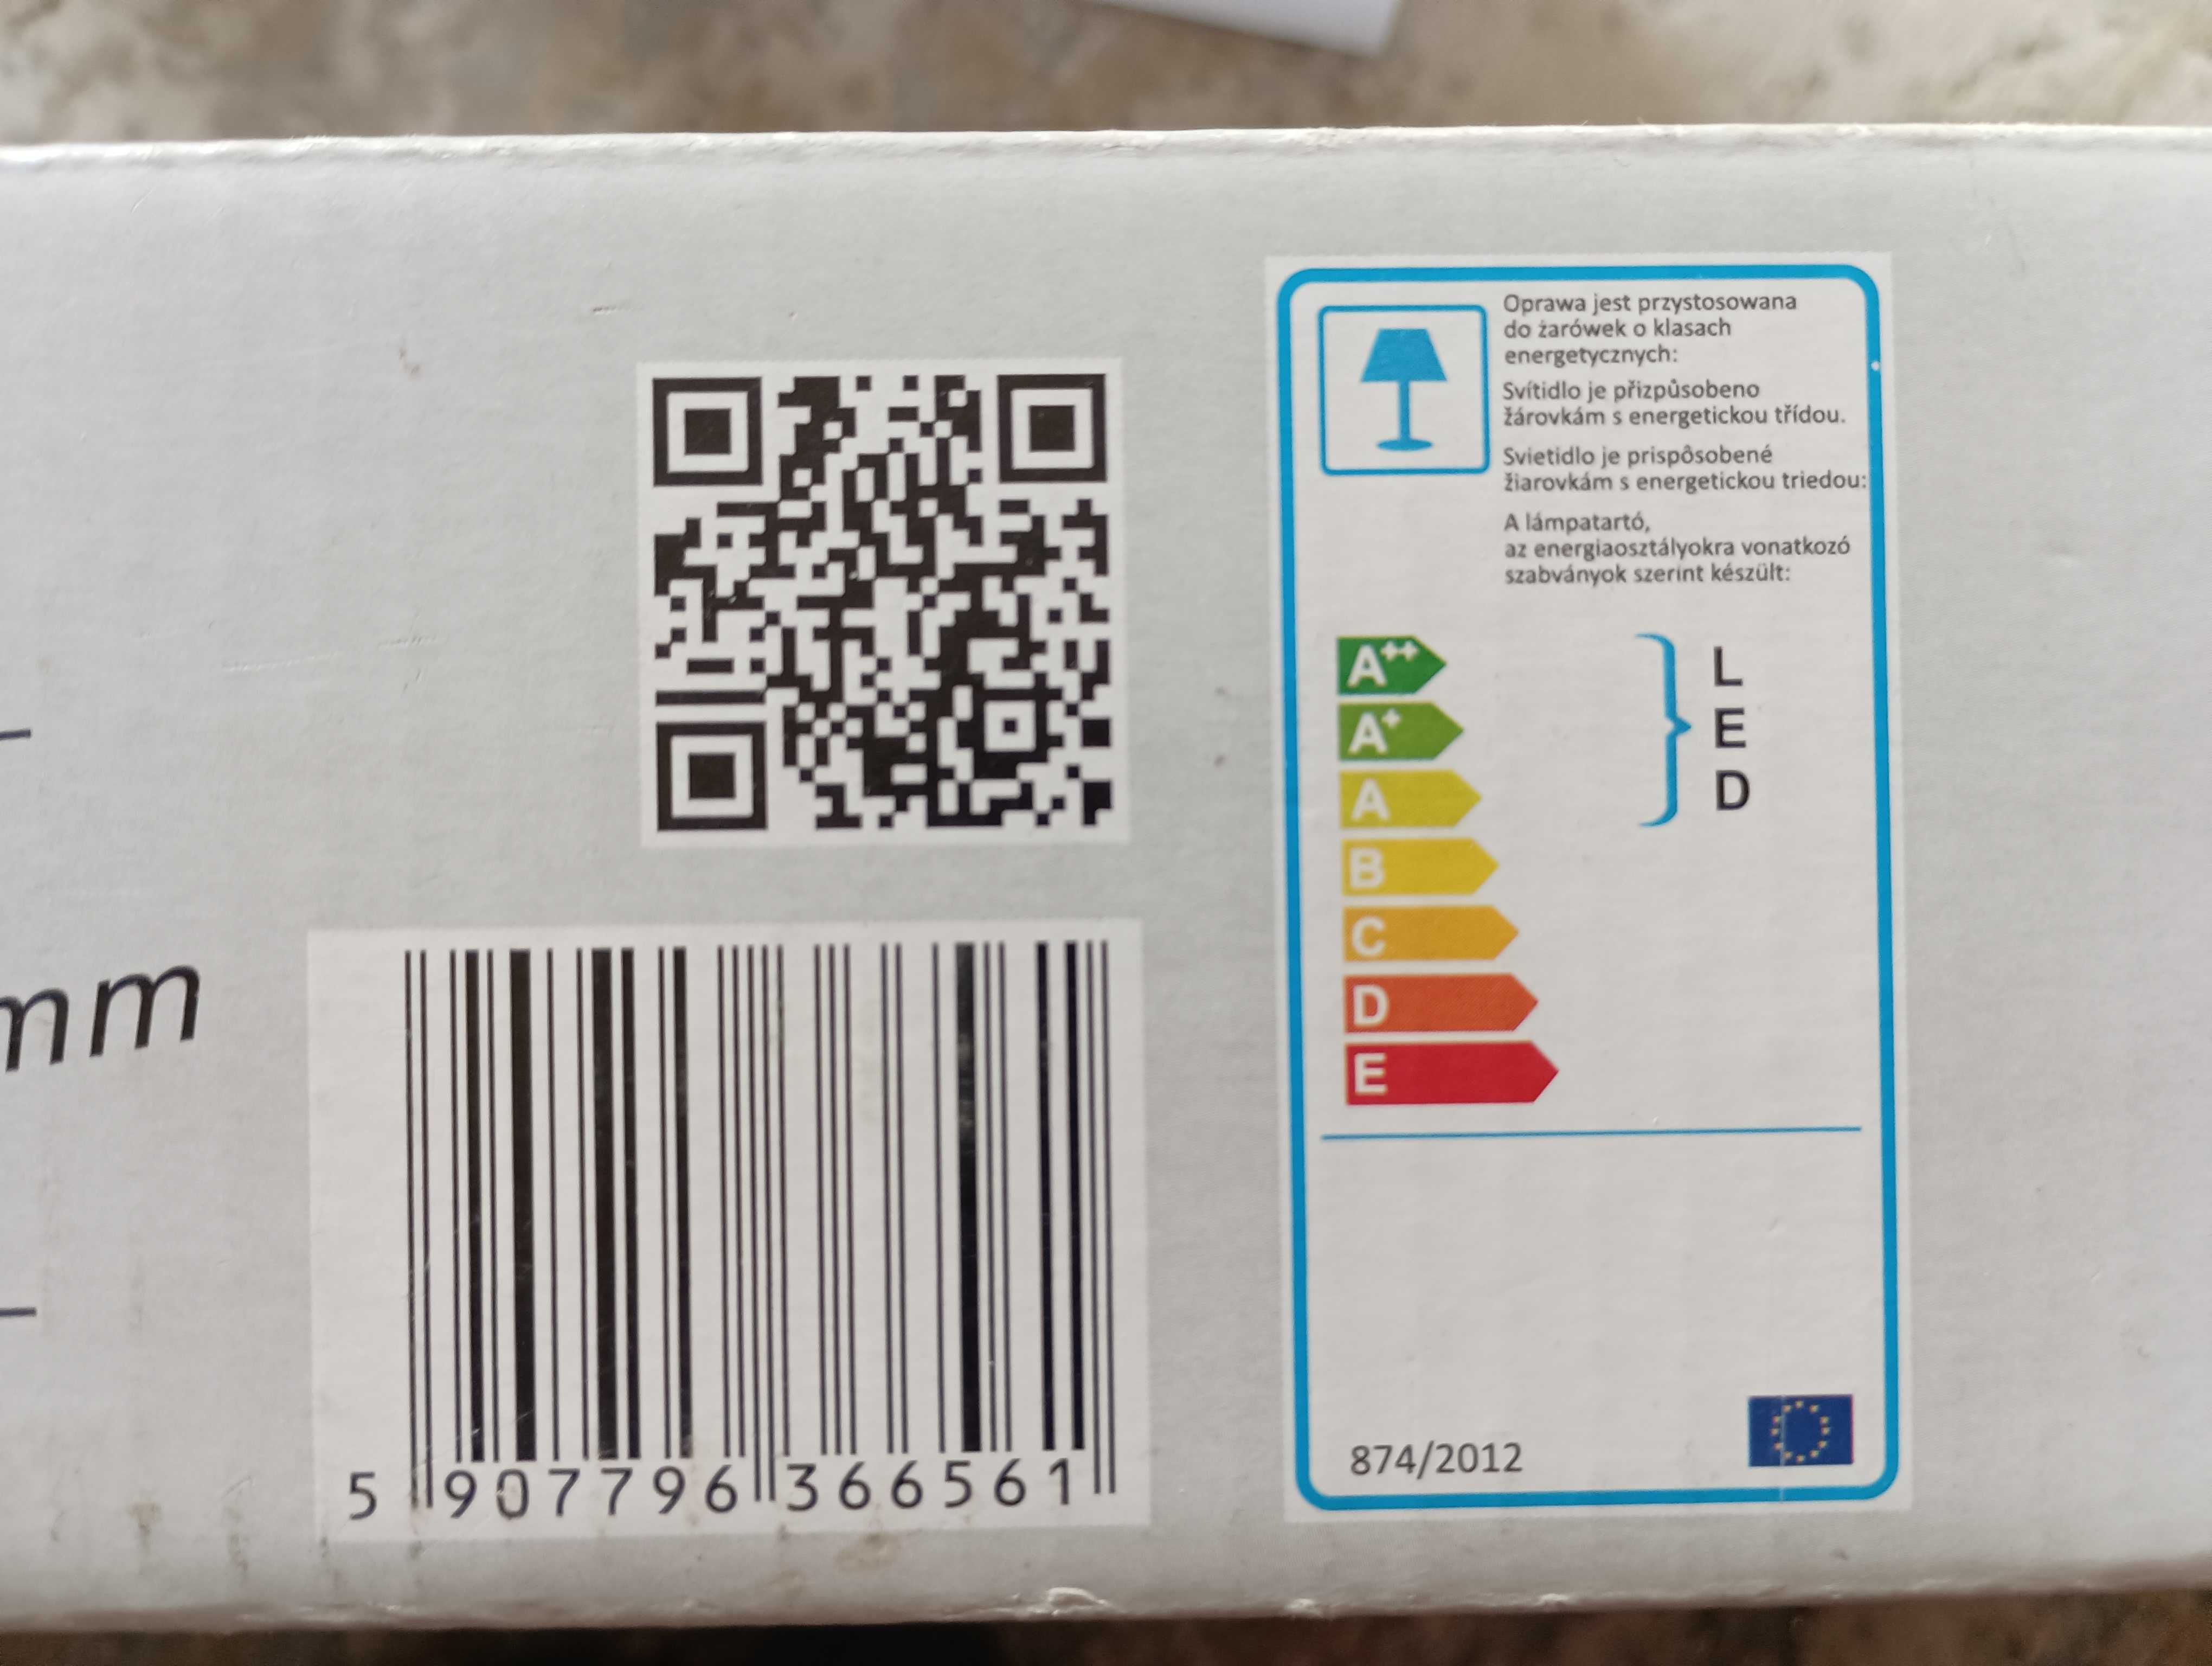 mm
5 907796 366561
Oprawa jest przystosowana
do żarówek o klasach
energetycznych:
Svítidlo je přizpůsobeno
žárovkám s energetickou třídou.
Svietidlo je prispôsobené
žiarovkám s energetickou triedou:
A lámpatartó,
az energiaosztályokra vonatkozó
szabványok szerint készült:
A++
A+
A
B
C
D
E
L
E
D
874/2012